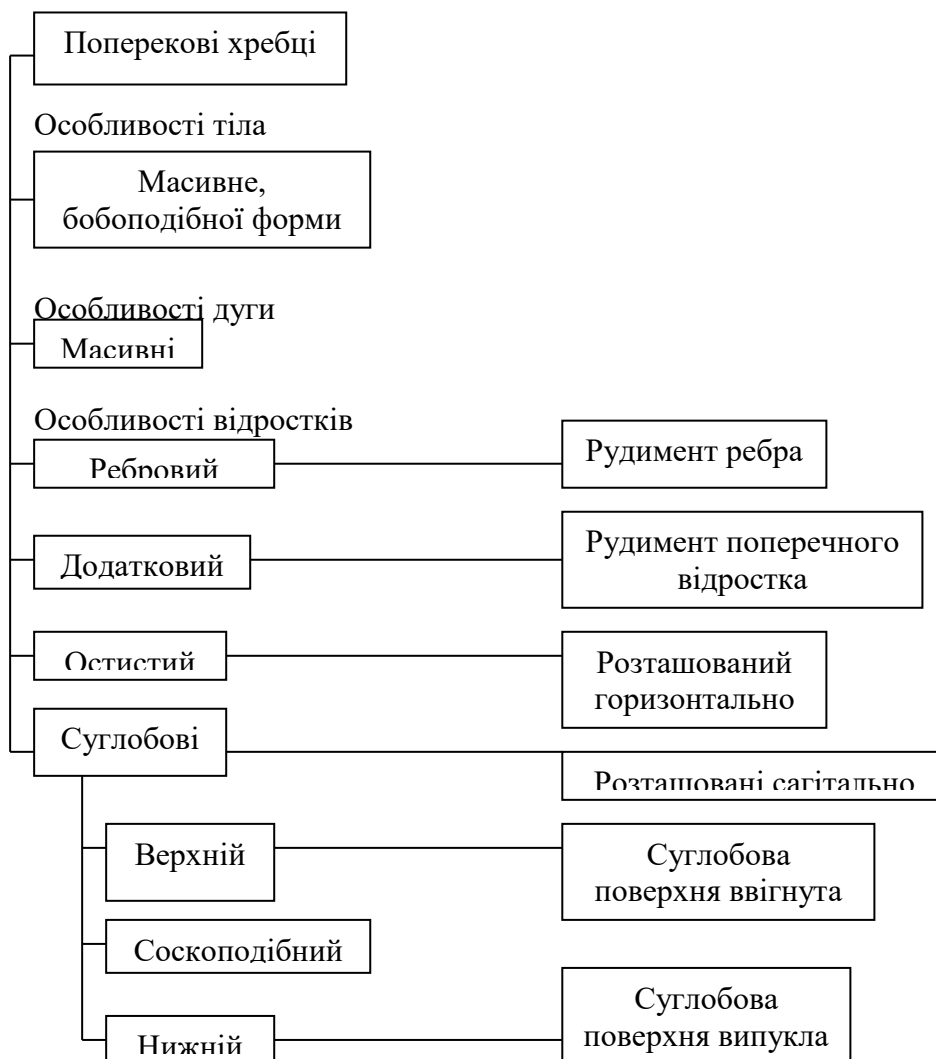 Поперекові хребці
Особливості тіла
Масивне,
бобоподібної форми
Особливості дуги
Масивні
Особливості відростків
Ребровий
Рудимент ребра
Додатковий
Рудимент поперечного
відростка
Остистий
Розташований
горизонтально
Суглобові
Розташовані сагітально
Верхній
Суглобова
поверхня ввігнута
Соскоподібний
Нижній
Суглобова
поверхня випукла